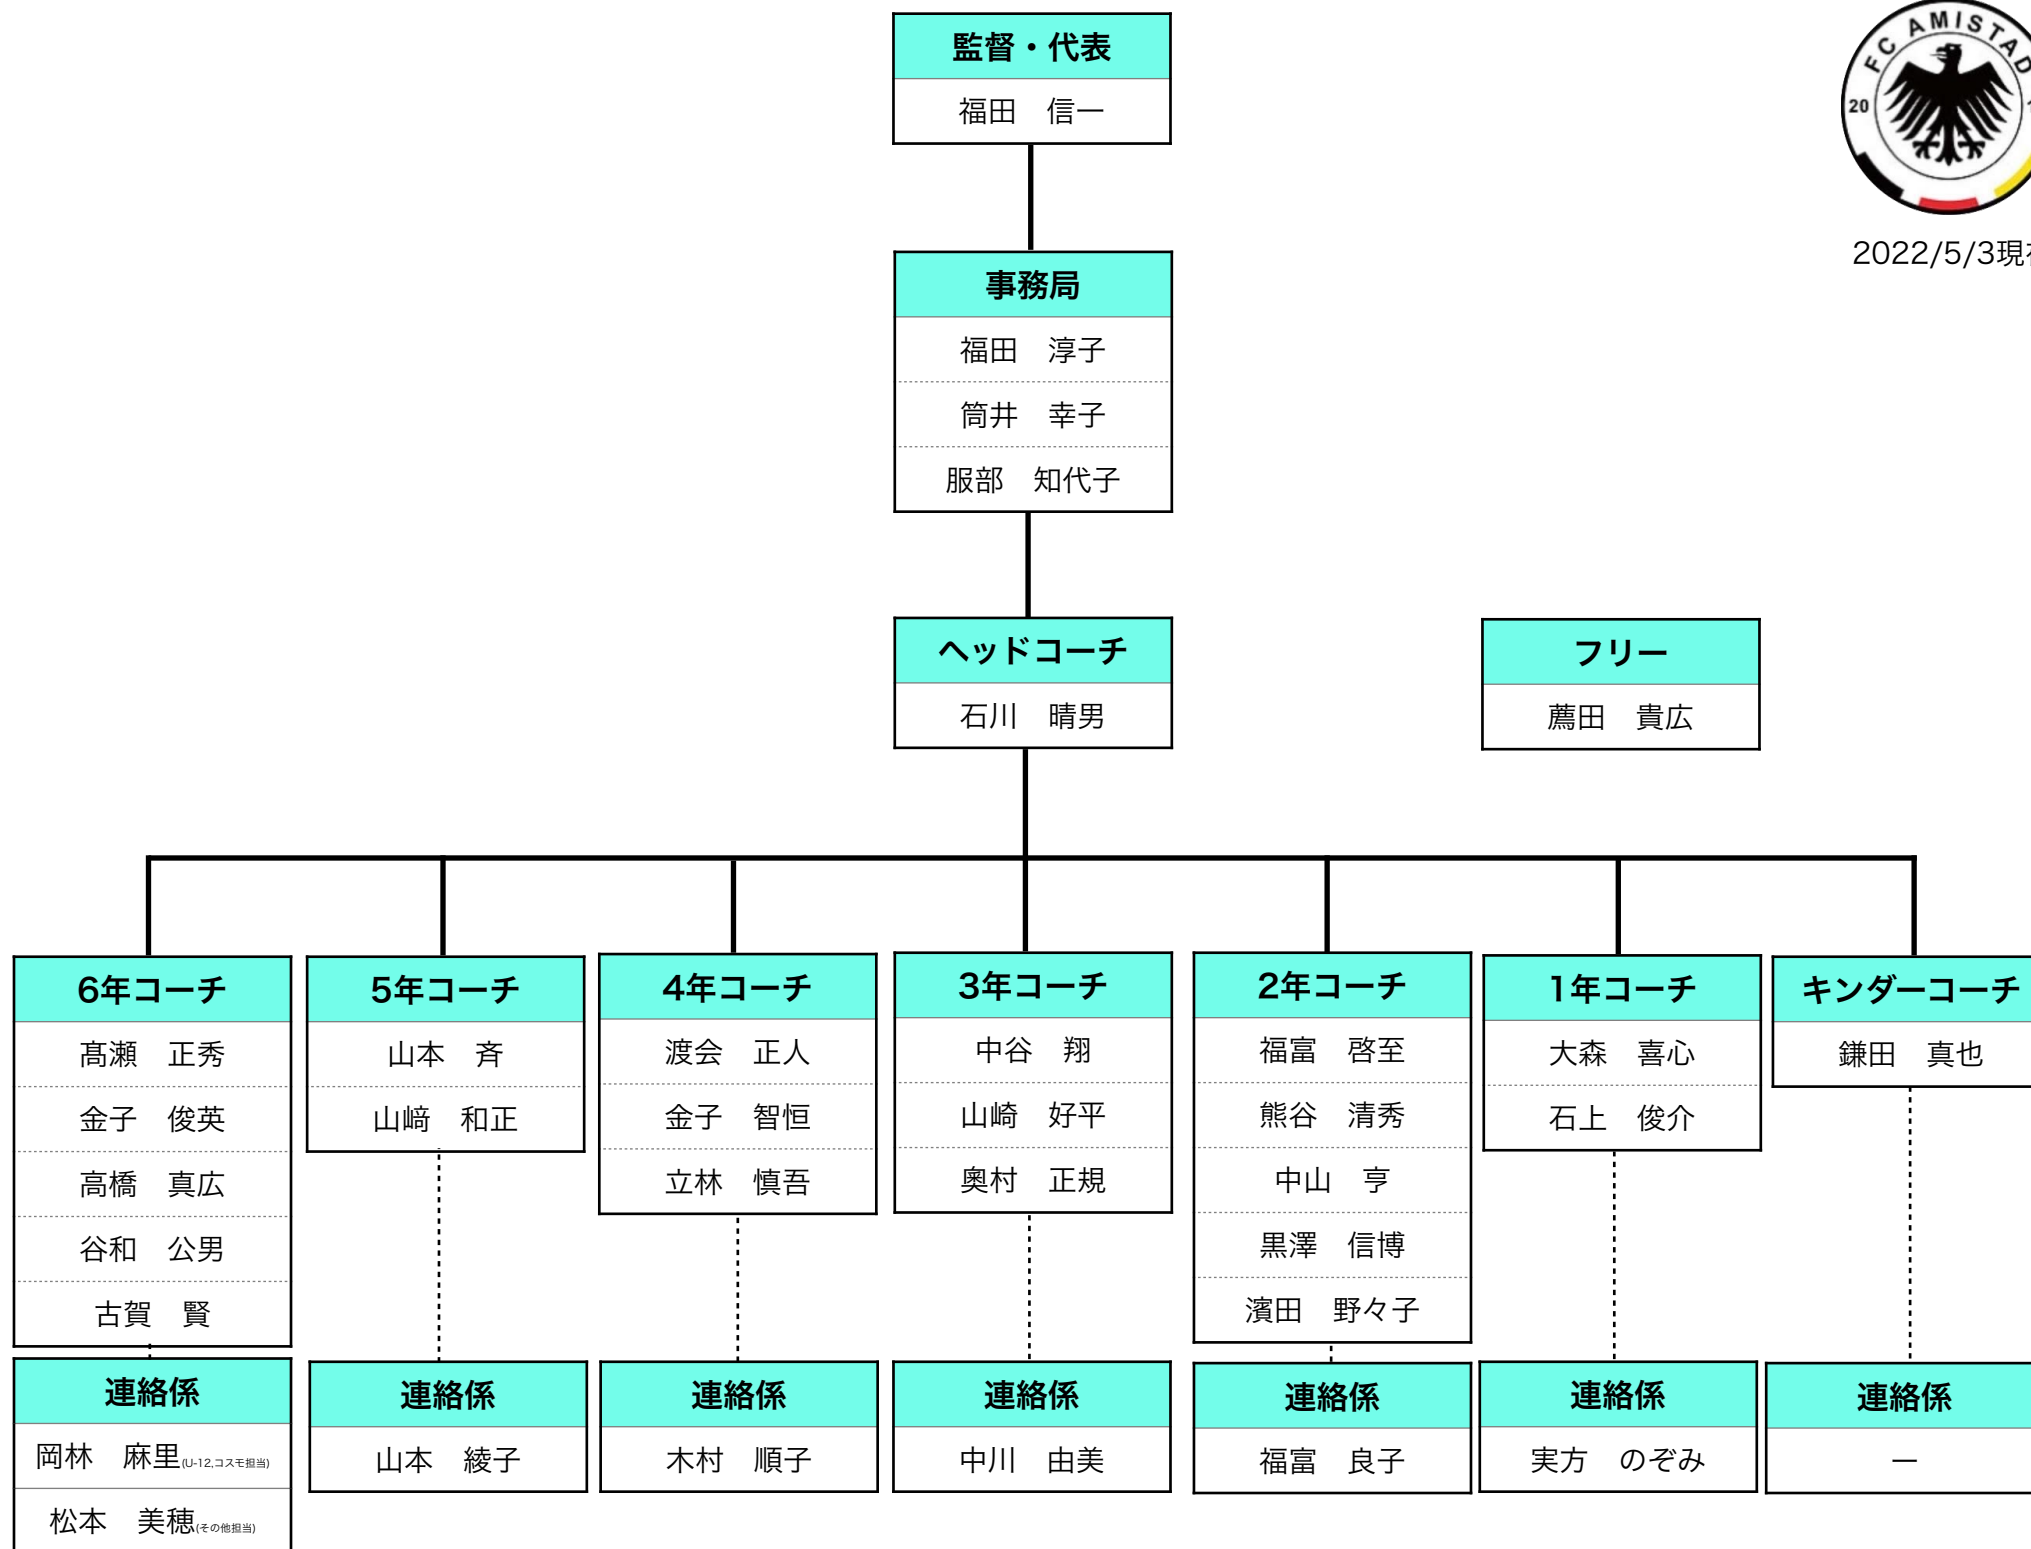 監督・代表
福田　信一
FC AMISTAD
20
2022/5/3現
事務局
福田　淳子
筒井　幸子
服部　知代子
ヘッドコーチ
石川　晴男
フリー
薦田　貴広
6年コーチ
髙瀬　正秀
金子　俊英
高橋　真広
谷和　公男
古賀　賢
5年コーチ
山本　斉
山﨑　和正
4年コーチ
渡会　正人
金子　智恒
立林　慎吾
3年コーチ
中谷　翔
山崎　好平
奥村　正規
2年コーチ
福富　啓至
熊谷　清秀
中山　亨
黒澤　信博
濱田　野々子
1年コーチ
大森　喜心
石上　俊介
キンダーコーチ
鎌田　真也
連絡係
岡林　麻里(U-12,コスモ担当)
松本　美穂(その他担当)
連絡係
山本　綾子
連絡係
木村　順子
連絡係
中川　由美
連絡係
福富　良子
連絡係
実方　のぞみ
連絡係
ー